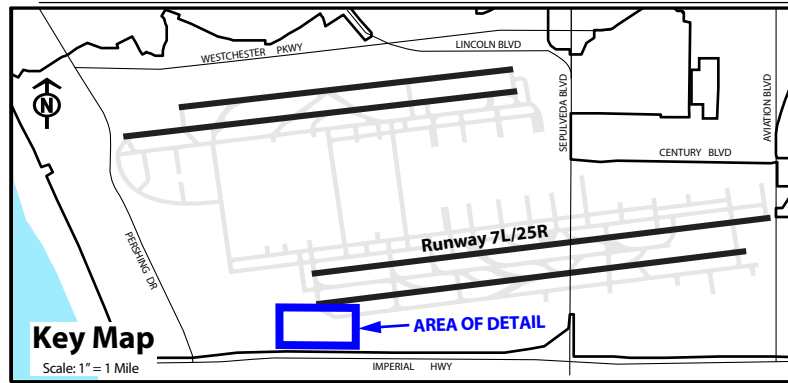 WESTCHESTER PKWY
LINCOLN BLVD
N
SEPULVEDA BLVD
AVIATION BLVD
CENTURY BLVD
PERSHING DR
Runway 7L/25R
AREA OF DETAIL
Key Map
Scale: 1" = 1 Mile
IMPERIAL HWY